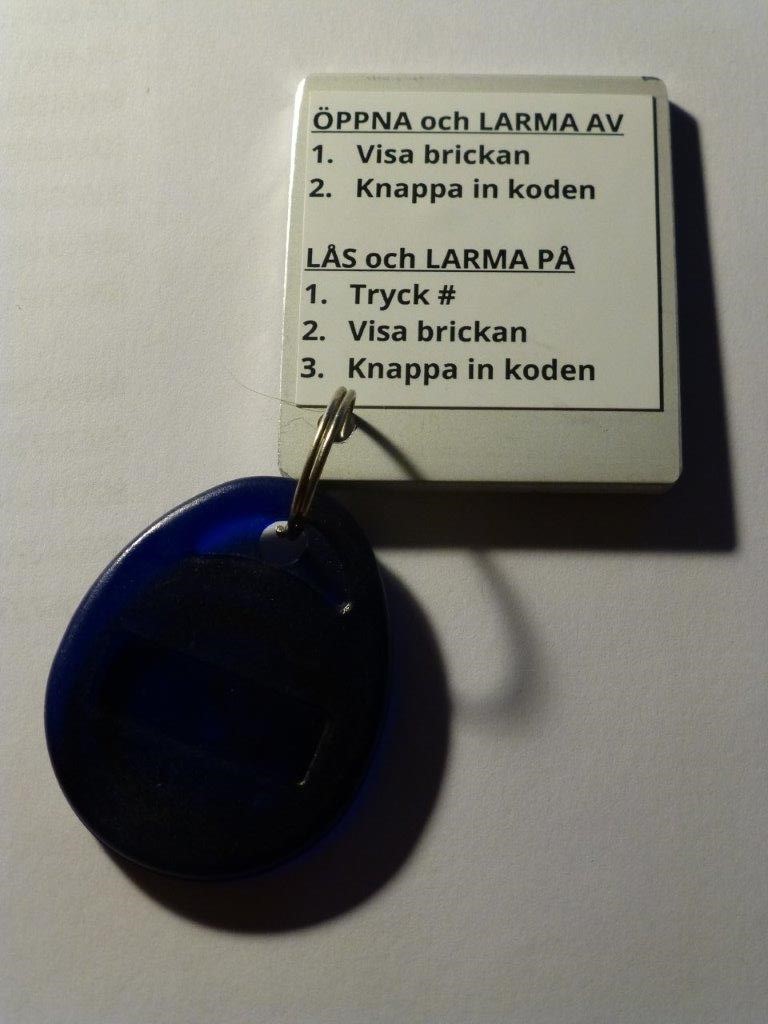 ÖPPNA och LARMA AV
1. Visa brickan
2. Knappa in koden
LÅS och LARMA PÅ
1. Tryck #
2. Visa brickan
3. Knappa in koden